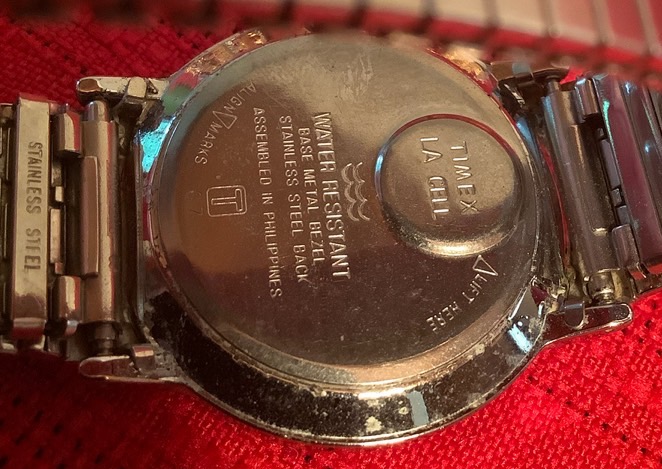 STAINLESS STEEL
ALIGN MARKS
WATER RESISTANT
BASE METAL BEZEL
STAINLESS STEEL BACK
ASSEMBLED IN PHILIPPINES
T
TIMEX
LA CELL
LIFT HERE